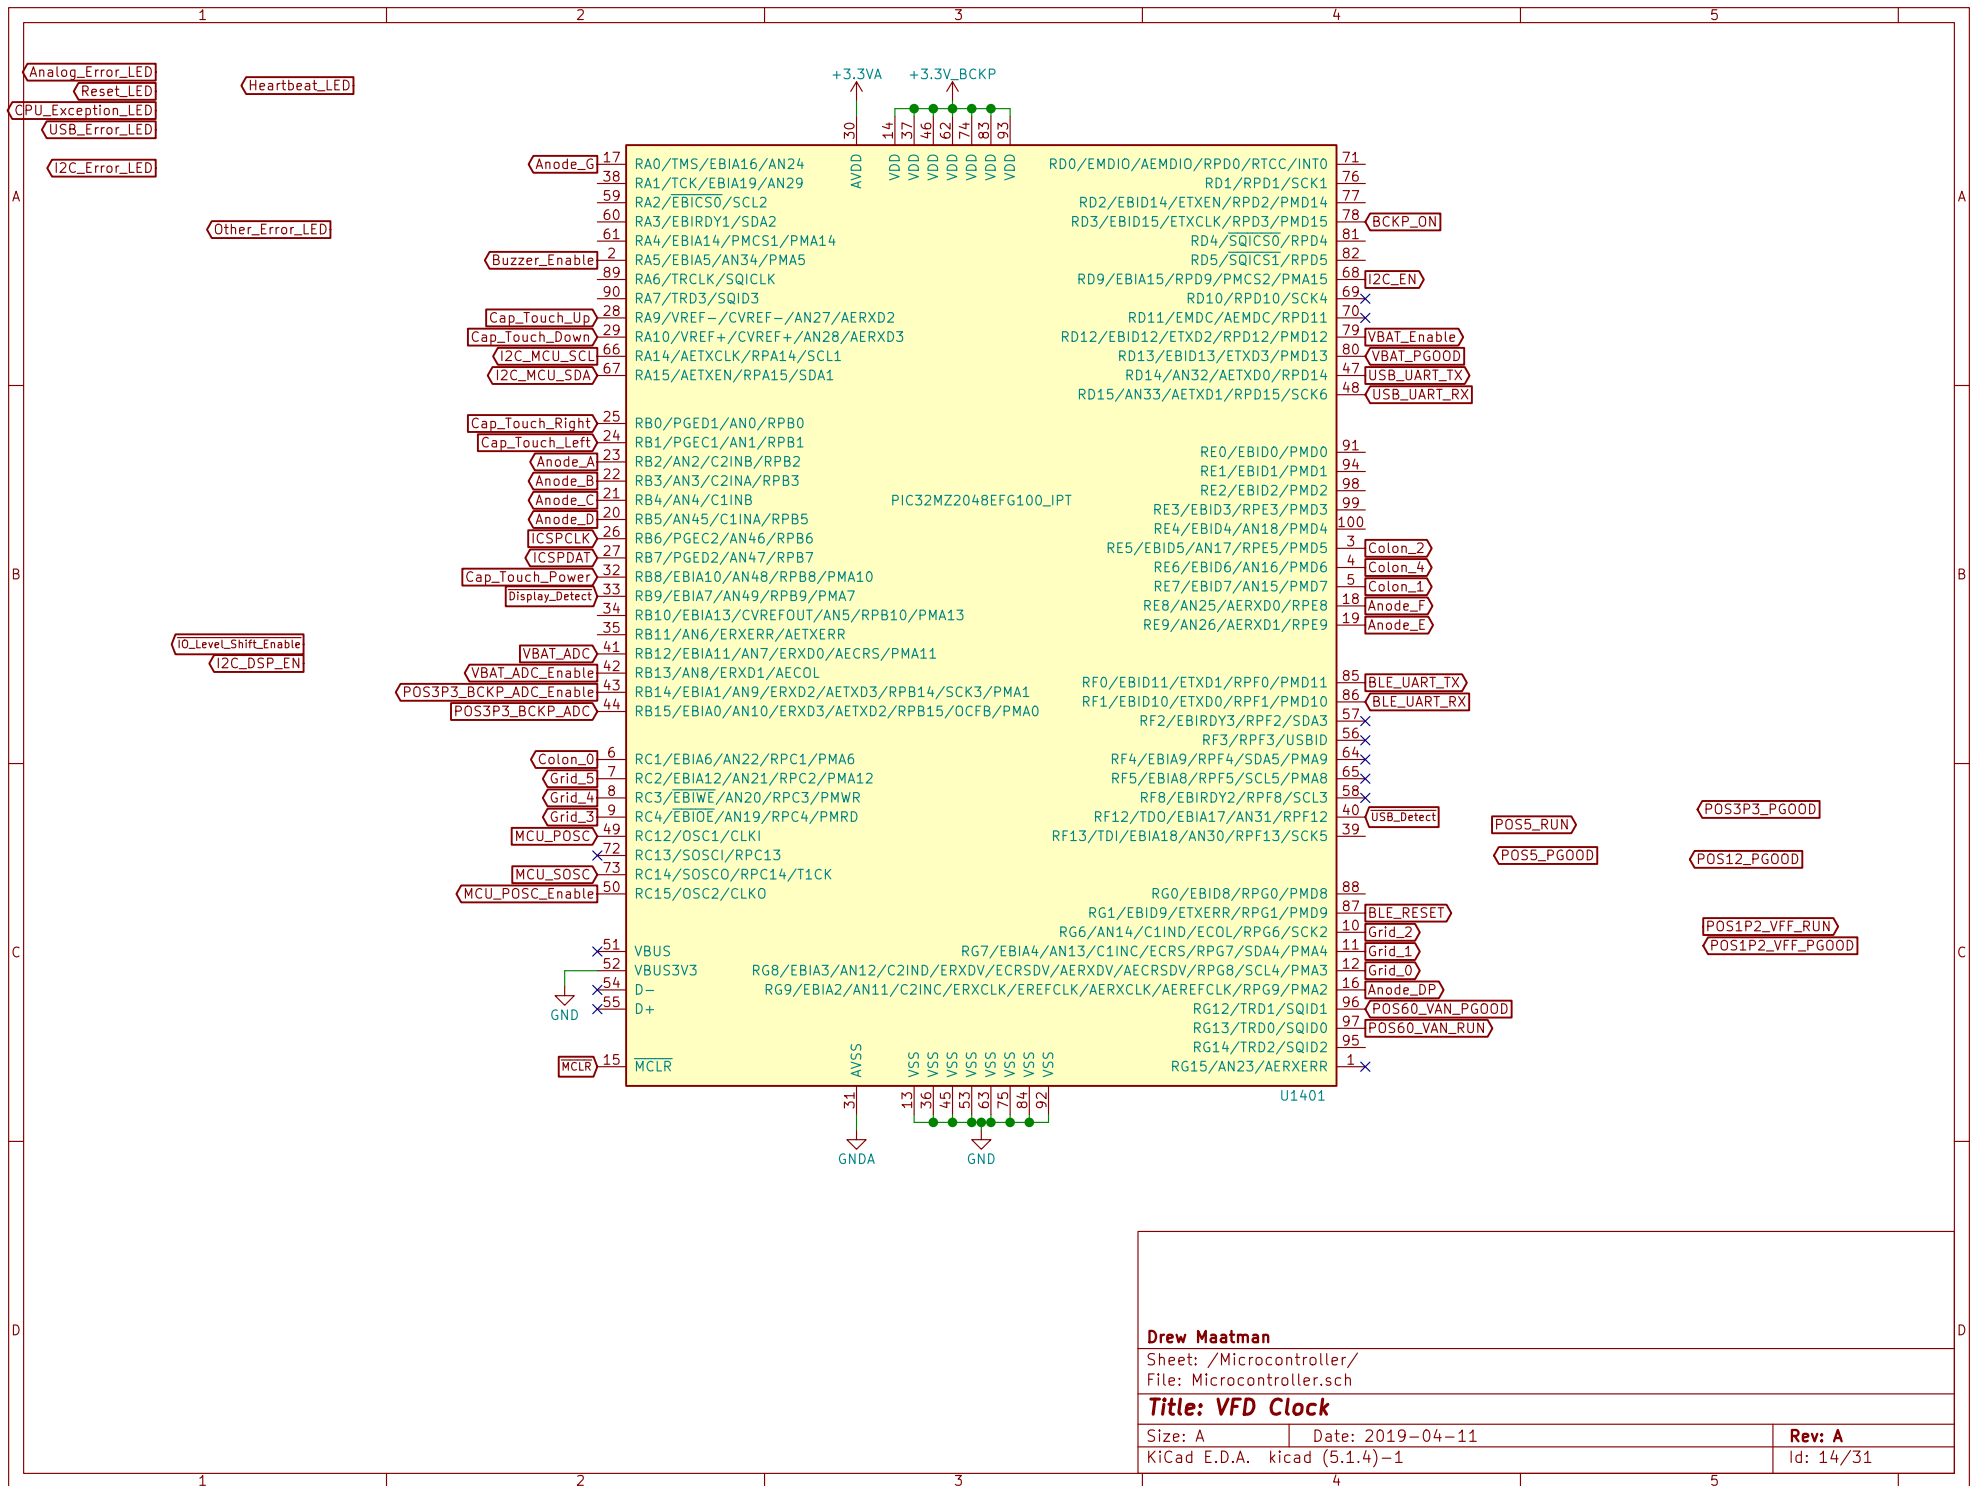 1 2 3 4 5
Analog_Error_LED
Reset_LED
CPU_Exception_LED
USB_Error_LED
I2C_Error_LED
Heartbeat_LED
Other_Error_LED
IO_Level_Shift_Enable
I2C_DSP_EN
A
B
C
D
+3.3VA
+3.3V_BCKP
30 14 37 46 62 74 83 93
AVDD VDD VDD VDD VDD VDD VDD VDD
Anode_G 17 RA0/TMS/EBIA16/AN24
38 RA1/TCK/EBIA19/AN29
59 RA2/EBICS0/SCL2
60 RA3/EBIRDY1/SDA2
61 RA4/EBIA14/PMCS1/PMA14
Buzzer_Enable 2 RA5/EBIA5/AN34/PMA5
89 RA6/TRCLK/SQICLK
90 RA7/TRD3/SQID3
Cap_Touch_Up 28 RA9/VREF-/CVREF-/AN27/AERXD2
Cap_Touch_Down 29 RA10/VREF+/CVREF+/AN28/AERXD3
I2C_MCU_SCL 66 RA14/AETXCLK/RPA14/SCL1
I2C_MCU_SDA 67 RA15/AETXEN/RPA15/SDA1
Cap_Touch_Right 25 RB0/PGED1/AN0/RPB0
Cap_Touch_Left 24 RB1/PGEC1/AN1/RPB1
Anode_A 23 RB2/AN2/C2INB/RPB2
Anode_B 22 RB3/AN3/C2INA/RPB3
Anode_C 21 RB4/AN4/C1INB
Anode_D 20 RB5/AN45/C1INA/RPB5
ICSPCLK 26 RB6/PGEC2/AN46/RPB6
ICSPDAT 27 RB7/PGED2/AN47/RPB7
Cap_Touch_Power 32 RB8/EBIA10/AN48/RPB8/PMA10
Display_Detect 33 RB9/EBIA7/AN49/RPB9/PMA7
34 RB10/EBIA13/CVREFOUT/AN5/RPB10/PMA13
35 RB11/AN6/ERXERR/AETXERR
VBAT_ADC 41 RB12/EBIA11/AN7/ERXD0/AECRS/PMA11
VBAT_ADC_Enable 42 RB13/AN8/ERXD1/AECOL
POS3P3_BCKP_ADC_Enable 43 RB14/EBIA1/AN9/ERXD2/AETXD3/RPB14/SCK3/PMA1
POS3P3_BCKP_ADC 44 RB15/EBIA0/AN10/ERXD3/AETXD2/RPB15/OCFB/PMA0
Colon_0 6 RC1/EBIA6/AN22/RPC1/PMA6
Grid_5 7 RC2/EBIA12/AN21/RPC2/PMA12
Grid_4 8 RC3/EBIWE/AN20/RPC3/PMWR
Grid_3 9 RC4/EBIOE/AN19/RPC4/PMRD
MCU_POSC 49 RC12/OSC1/CLKI
72 RC13/SOSCI/RPC13
MCU_SOSC 73 RC14/SOSCO/RPC14/T1CK
MCU_POSC_Enable 50 RC15/OSC2/CLKO
51 VBUS
52 VBUS3V3
54 D-
55 D+
GND
MCLR 15 MCLR
PIC32MZ2048EFG100_IPT
RD0/EMDIO/AEMDIO/RPD0/RTCC/INT0 71
RD1/RPD1/SCK1 76
RD2/EBID14/ETXEN/RPD2/PMD14 77
RD3/EBID15/ETXCLK/RPD3/PMD15 78 BCKP_ON
RD4/SQICS0/RPD4 81
RD5/SQICS1/RPD5 82
RD9/EBIA15/RPD9/PMCS2/PMA15 68 I2C_EN
RD10/RPD10/SCK4 69
RD11/EMDC/AEMDC/RPD11 70
RD12/EBID12/ETXD2/RPD12/PMD12 79 VBAT_Enable
RD13/EBID13/ETXD3/PMD13 80 VBAT_PGOOD
RD14/AN32/AETXD0/RPD14 47 USB_UART_TX
RD15/AN33/AETXD1/RPD15/SCK6 48 USB_UART_RX
RE0/EBID0/PMD0 91
RE1/EBID1/PMD1 94
RE2/EBID2/PMD2 98
RE3/EBID3/RPE3/PMD3 99
RE4/EBID4/AN18/PMD4 100
RE5/EBID5/AN17/RPE5/PMD5 3 Colon_2
RE6/EBID6/AN16/PMD6 4 Colon_4
RE7/EBID7/AN15/PMD7 5 Colon_1
RE8/AN25/AERXD0/RPE8 18 Anode_F
RE9/AN26/AERXD1/RPE9 19 Anode_E
RF0/EBID11/ETXD1/RPF0/PMD11 85 BLE_UART_TX
RF1/EBID10/ETXD0/RPF1/PMD10 86 BLE_UART_RX
RF2/EBIRDY3/RPF2/SDA3 57
RF3/RPF3/USBID 56
RF4/EBIA9/RPF4/SDA5/PMA9 64
RF5/EBIA8/RPF5/SCL5/PMA8 65
RF8/EBIRDY2/RPF8/SCL3 58
RF12/TDO/EBIA17/AN31/RPF12 40 USB_Detect
RF13/TDI/EBIA18/AN30/RPF13/SCK5 39
RG0/EBID8/RPG0/PMD8 88
RG1/EBID9/ETXERR/RPG1/PMD9 87 BLE_RESET
RG6/AN14/C1IND/ECOL/RPG6/SCK2 10 Grid_2
RG7/EBIA4/AN13/C1INC/ECRS/RPG7/SDA4/PMA4 11 Grid_1
RG8/EBIA3/AN12/C2IND/ERXDV/ECRSDV/AERXDV/AECRSDV/RPG8/SCL4/PMA3 12 Grid_0
RG9/EBIA2/AN11/C2INC/ERXCLK/EREFCLK/AERXCLK/AEREFCLK/RPG9/PMA2 16 Anode_DP
RG12/TRD1/SQID1 96 POS60_VAN_PGOOD
RG13/TRD0/SQID0 97 POS60_VAN_RUN
RG14/TRD2/SQID2 95
RG15/AN23/AERXERR 1
U1401
AVSS VSS VSS VSS VSS VSS VSS VSS VSS
31 13 36 45 53 63 75 84 92
GNDA
GND
POS5_RUN
POS5_PGOOD
POS3P3_PGOOD
POS12_PGOOD
POS1P2_VFF_RUN
POS1P2_VFF_PGOOD
A
B
C
D
Drew Maatman
Sheet: /Microcontroller/
File: Microcontroller.sch
Title: VFD Clock
Size: A Date: 2019-04-11 Rev: A
KiCad E.D.A. kicad (5.1.4)-1 Id: 14/31
1 2 3 4 5